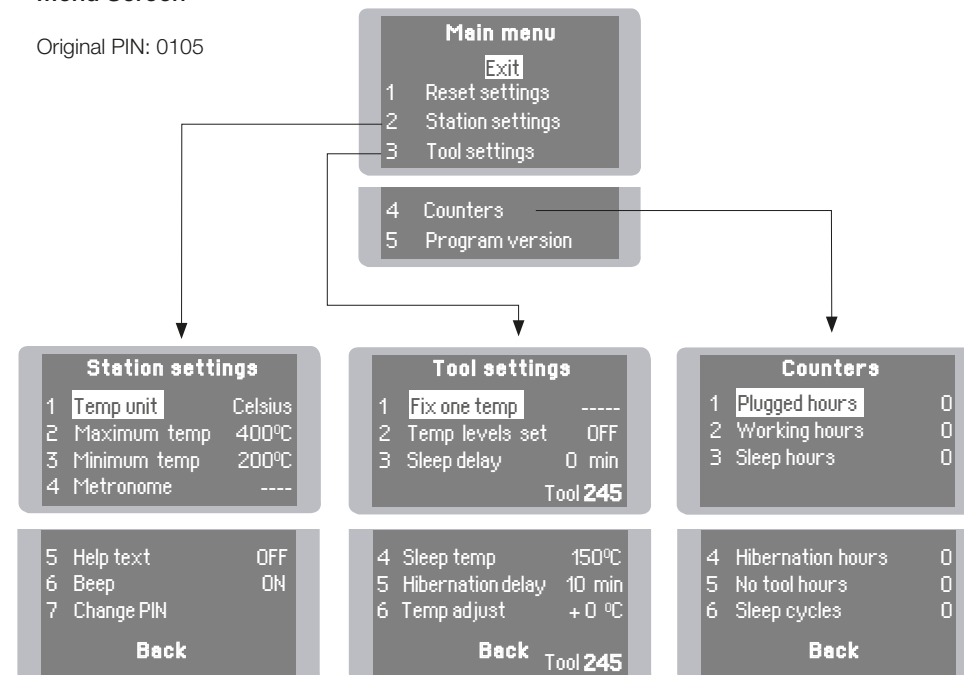 Menu Screen
Original PIN: 0105
Main menu
Exit
1 Reset settings
2 Station settings
3 Tool settings
4 Counters
5 Program version
Station settings
1 Temp unit Celsius
2 Maximum temp 400ºC
3 Minimum temp 200ºC
4 Metronome ----
5 Help text OFF
6 Beep ON
7 Change PIN
Back
Tool settings
1 Fix one temp -----
2 Temp levels set OFF
3 Sleep delay 0 min
Tool 245
4 Sleep temp 150ºC
5 Hibernation delay 10 min
6 Temp adjust +0 ºC
Back
Tool 245
Counters
1 Plugged hours 0
2 Working hours 0
3 Sleep hours 0
4 Hibernation hours 0
5 No tool hours 0
6 Sleep cycles 0
Back